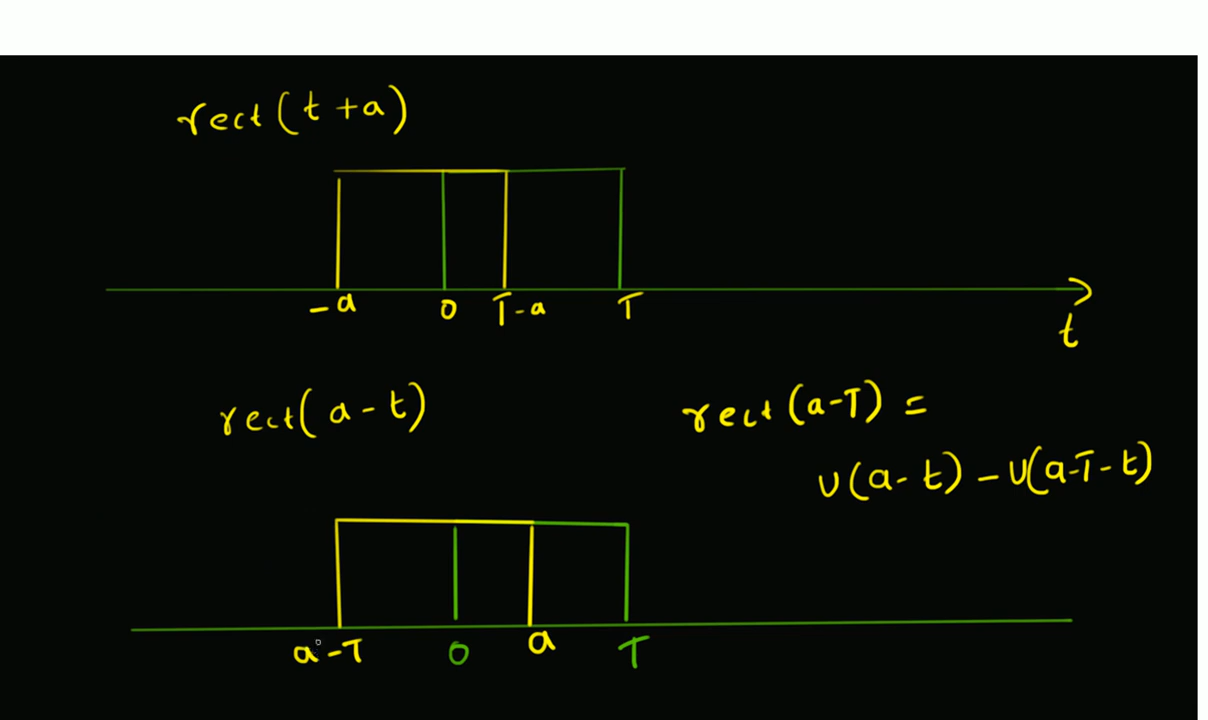 rect(t+a)
-a 0 T-a T
t
rect(a-t)
rect(a-T) =
u(a-t) - u(a-T-t)
a-T 0 a T